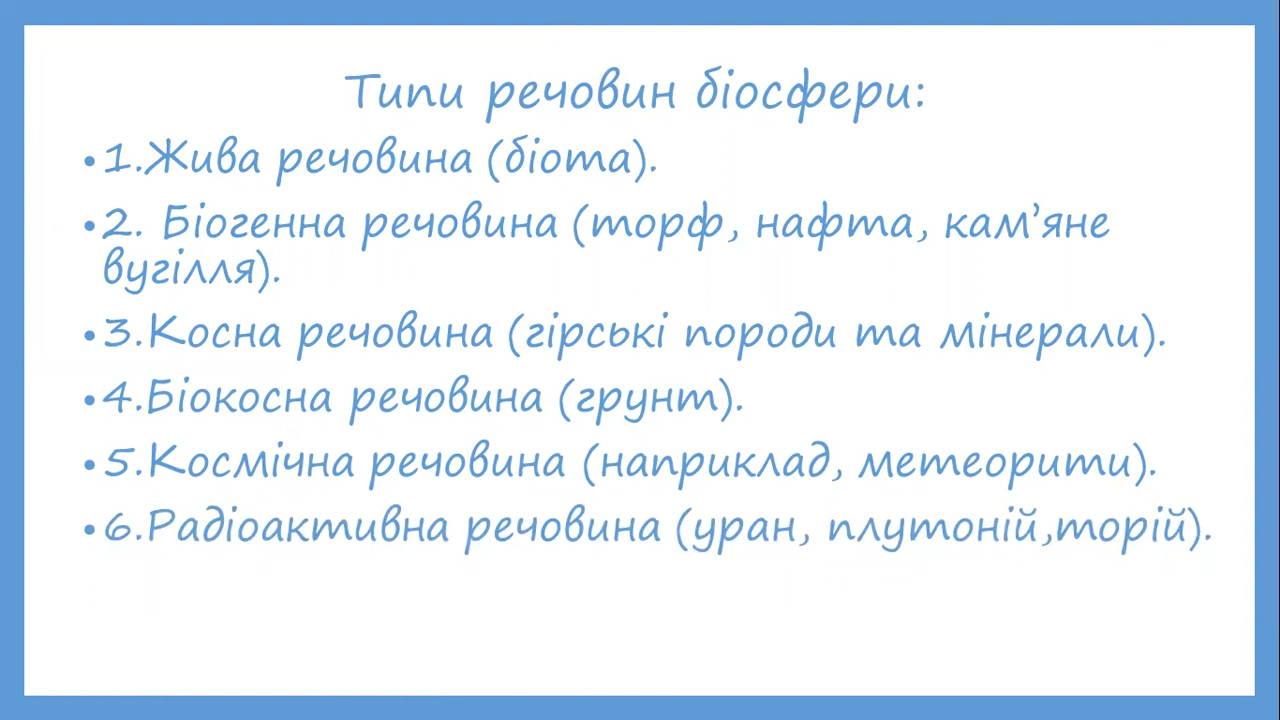 Типи речовин біосфери:
•1.Жива речовина (біота).
•2. Біогенна речовина (торф, нафта, кам’яне
вугілля).
•3.Косна речовина (гірські породи та мінерали).
•4.Біокосна речовина (грунт).
•5.Космічна речовина (наприклад, метеорити).
•6.Радіоактивна речовина (уран, плутоній,торій).